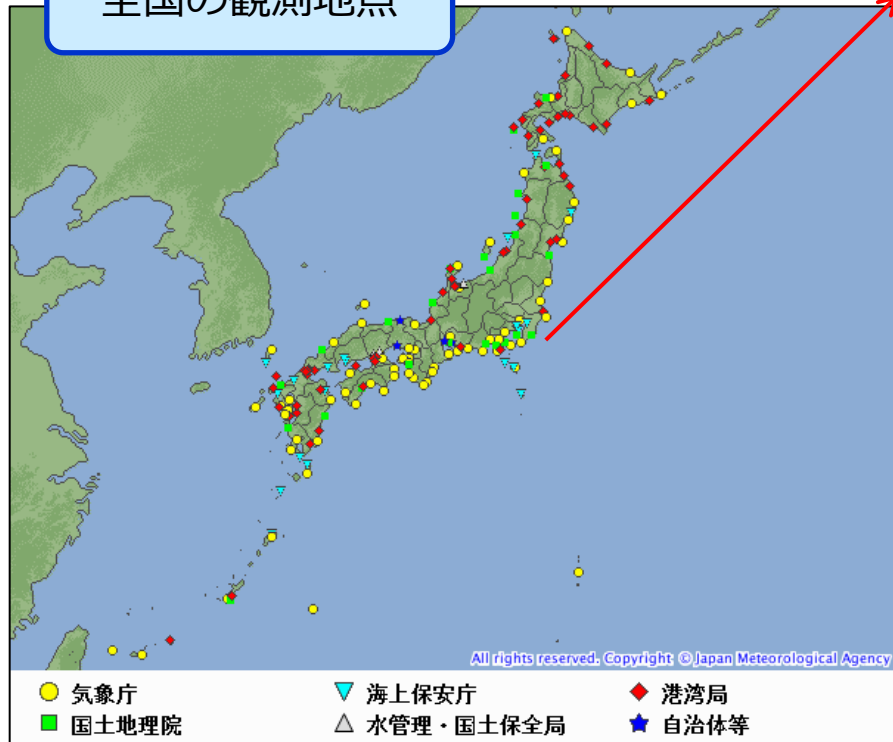 全国の観測地点
All rights reserved. Copyright © Japan Meteorological Agency
気象庁
海上保安庁
港湾局
国土地理院
水管理・国土保全局
自治体等